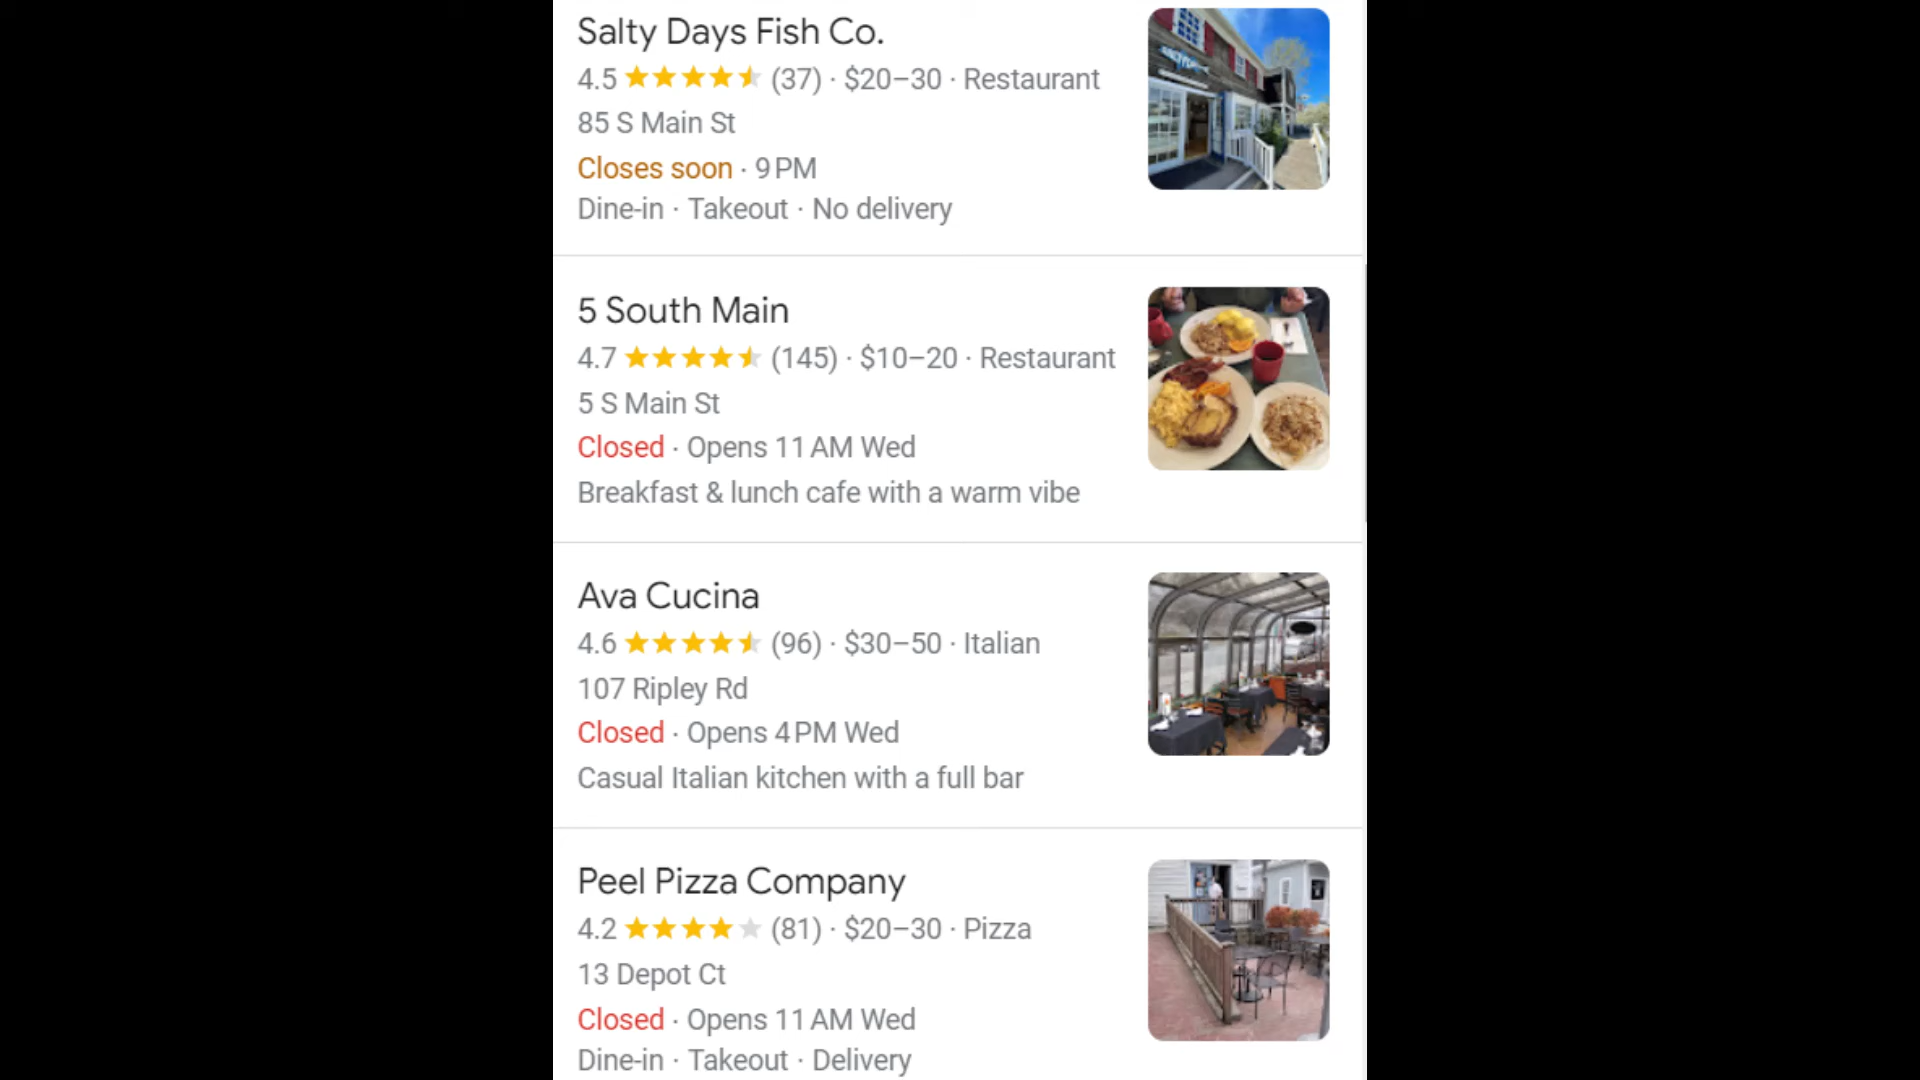 Salty Days Fish Co.
4.5 (37) · $20–30 · Restaurant
85 S Main St
Closes soon · 9 PM
Dine-in · Takeout · No delivery
5 South Main
4.7 (145) · $10–20 · Restaurant
5 S Main St
Closed · Opens 11 AM Wed
Breakfast & lunch cafe with a warm vibe
Ava Cucina
4.6 (96) · $30–50 · Italian
107 Ripley Rd
Closed · Opens 4 PM Wed
Casual Italian kitchen with a full bar
Peel Pizza Company
4.2 (81) · $20–30 · Pizza
13 Depot Ct
Closed · Opens 11 AM Wed
Dine-in · Takeout · Delivery